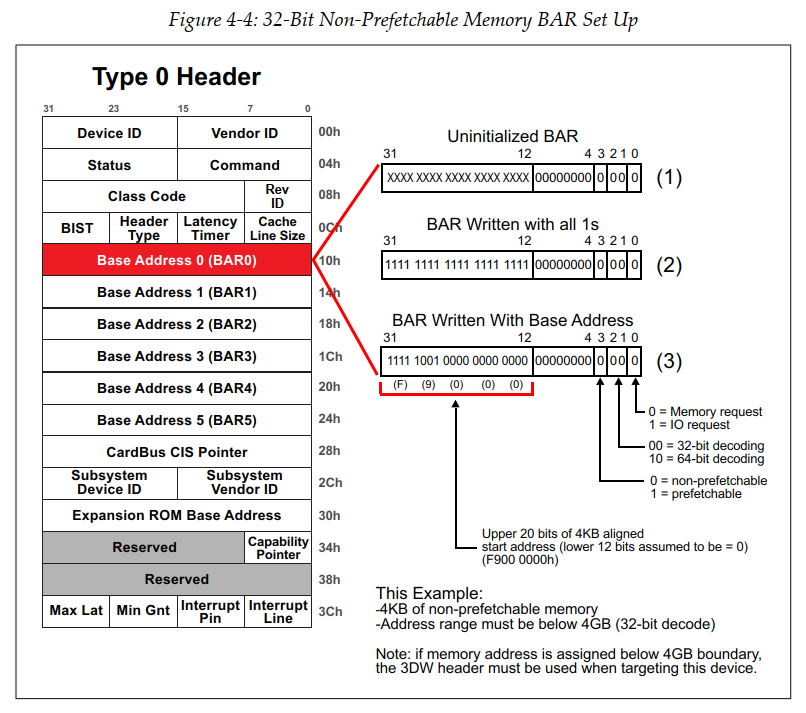 Figure 4-4: 32-Bit Non-Prefetchable Memory BAR Set Up
Type 0 Header
31 23 15 7 0
Device ID Vendor ID 00h
Status Command 04h
Class Code Rev ID 08h
BIST Header Type Latency Timer Cache Line Size 0Ch
Base Address 0 (BAR0) 10h
Base Address 1 (BAR1) 14h
Base Address 2 (BAR2) 18h
Base Address 3 (BAR3) 1Ch
Base Address 4 (BAR4) 20h
Base Address 5 (BAR5) 24h
CardBus CIS Pointer 28h
Subsystem Device ID Subsystem Vendor ID 2Ch
Expansion ROM Base Address 30h
Reserved Capability Pointer 34h
Reserved 38h
Max Lat Min Gnt Interrupt Pin Interrupt Line 3Ch
Uninitialized BAR
31 12 4 3 2 1 0
XXXX XXXX XXXX XXXX XXXX 00000000 0 00 0 (1)
BAR Written with all 1s
31 12 4 3 2 1 0
1111 1111 1111 1111 1111 00000000 0 00 0 (2)
BAR Written With Base Address
31 12 4 3 2 1 0
1111 1001 0000 0000 0000 00000000 0 00 0 (3)
(F) (9) (0) (0) (0)
0 = Memory request
1 = IO request
00 = 32-bit decoding
10 = 64-bit decoding
0 = non-prefetchable
1 = prefetchable
Upper 20 bits of 4KB aligned
start address (lower 12 bits assumed to be = 0)
(F900 0000h)
This Example:
-4KB of non-prefetchable memory
-Address range must be below 4GB (32-bit decode)
Note: if memory address is assigned below 4GB boundary,
the 3DW header must be used when targeting this device.